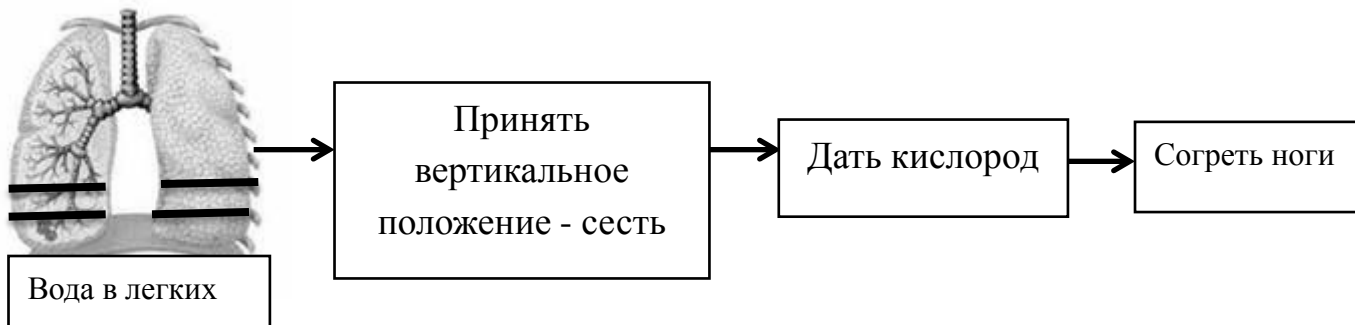 Вода в легких
Принять
вертикальное
положение - сесть
Дать кислород
Согреть ноги